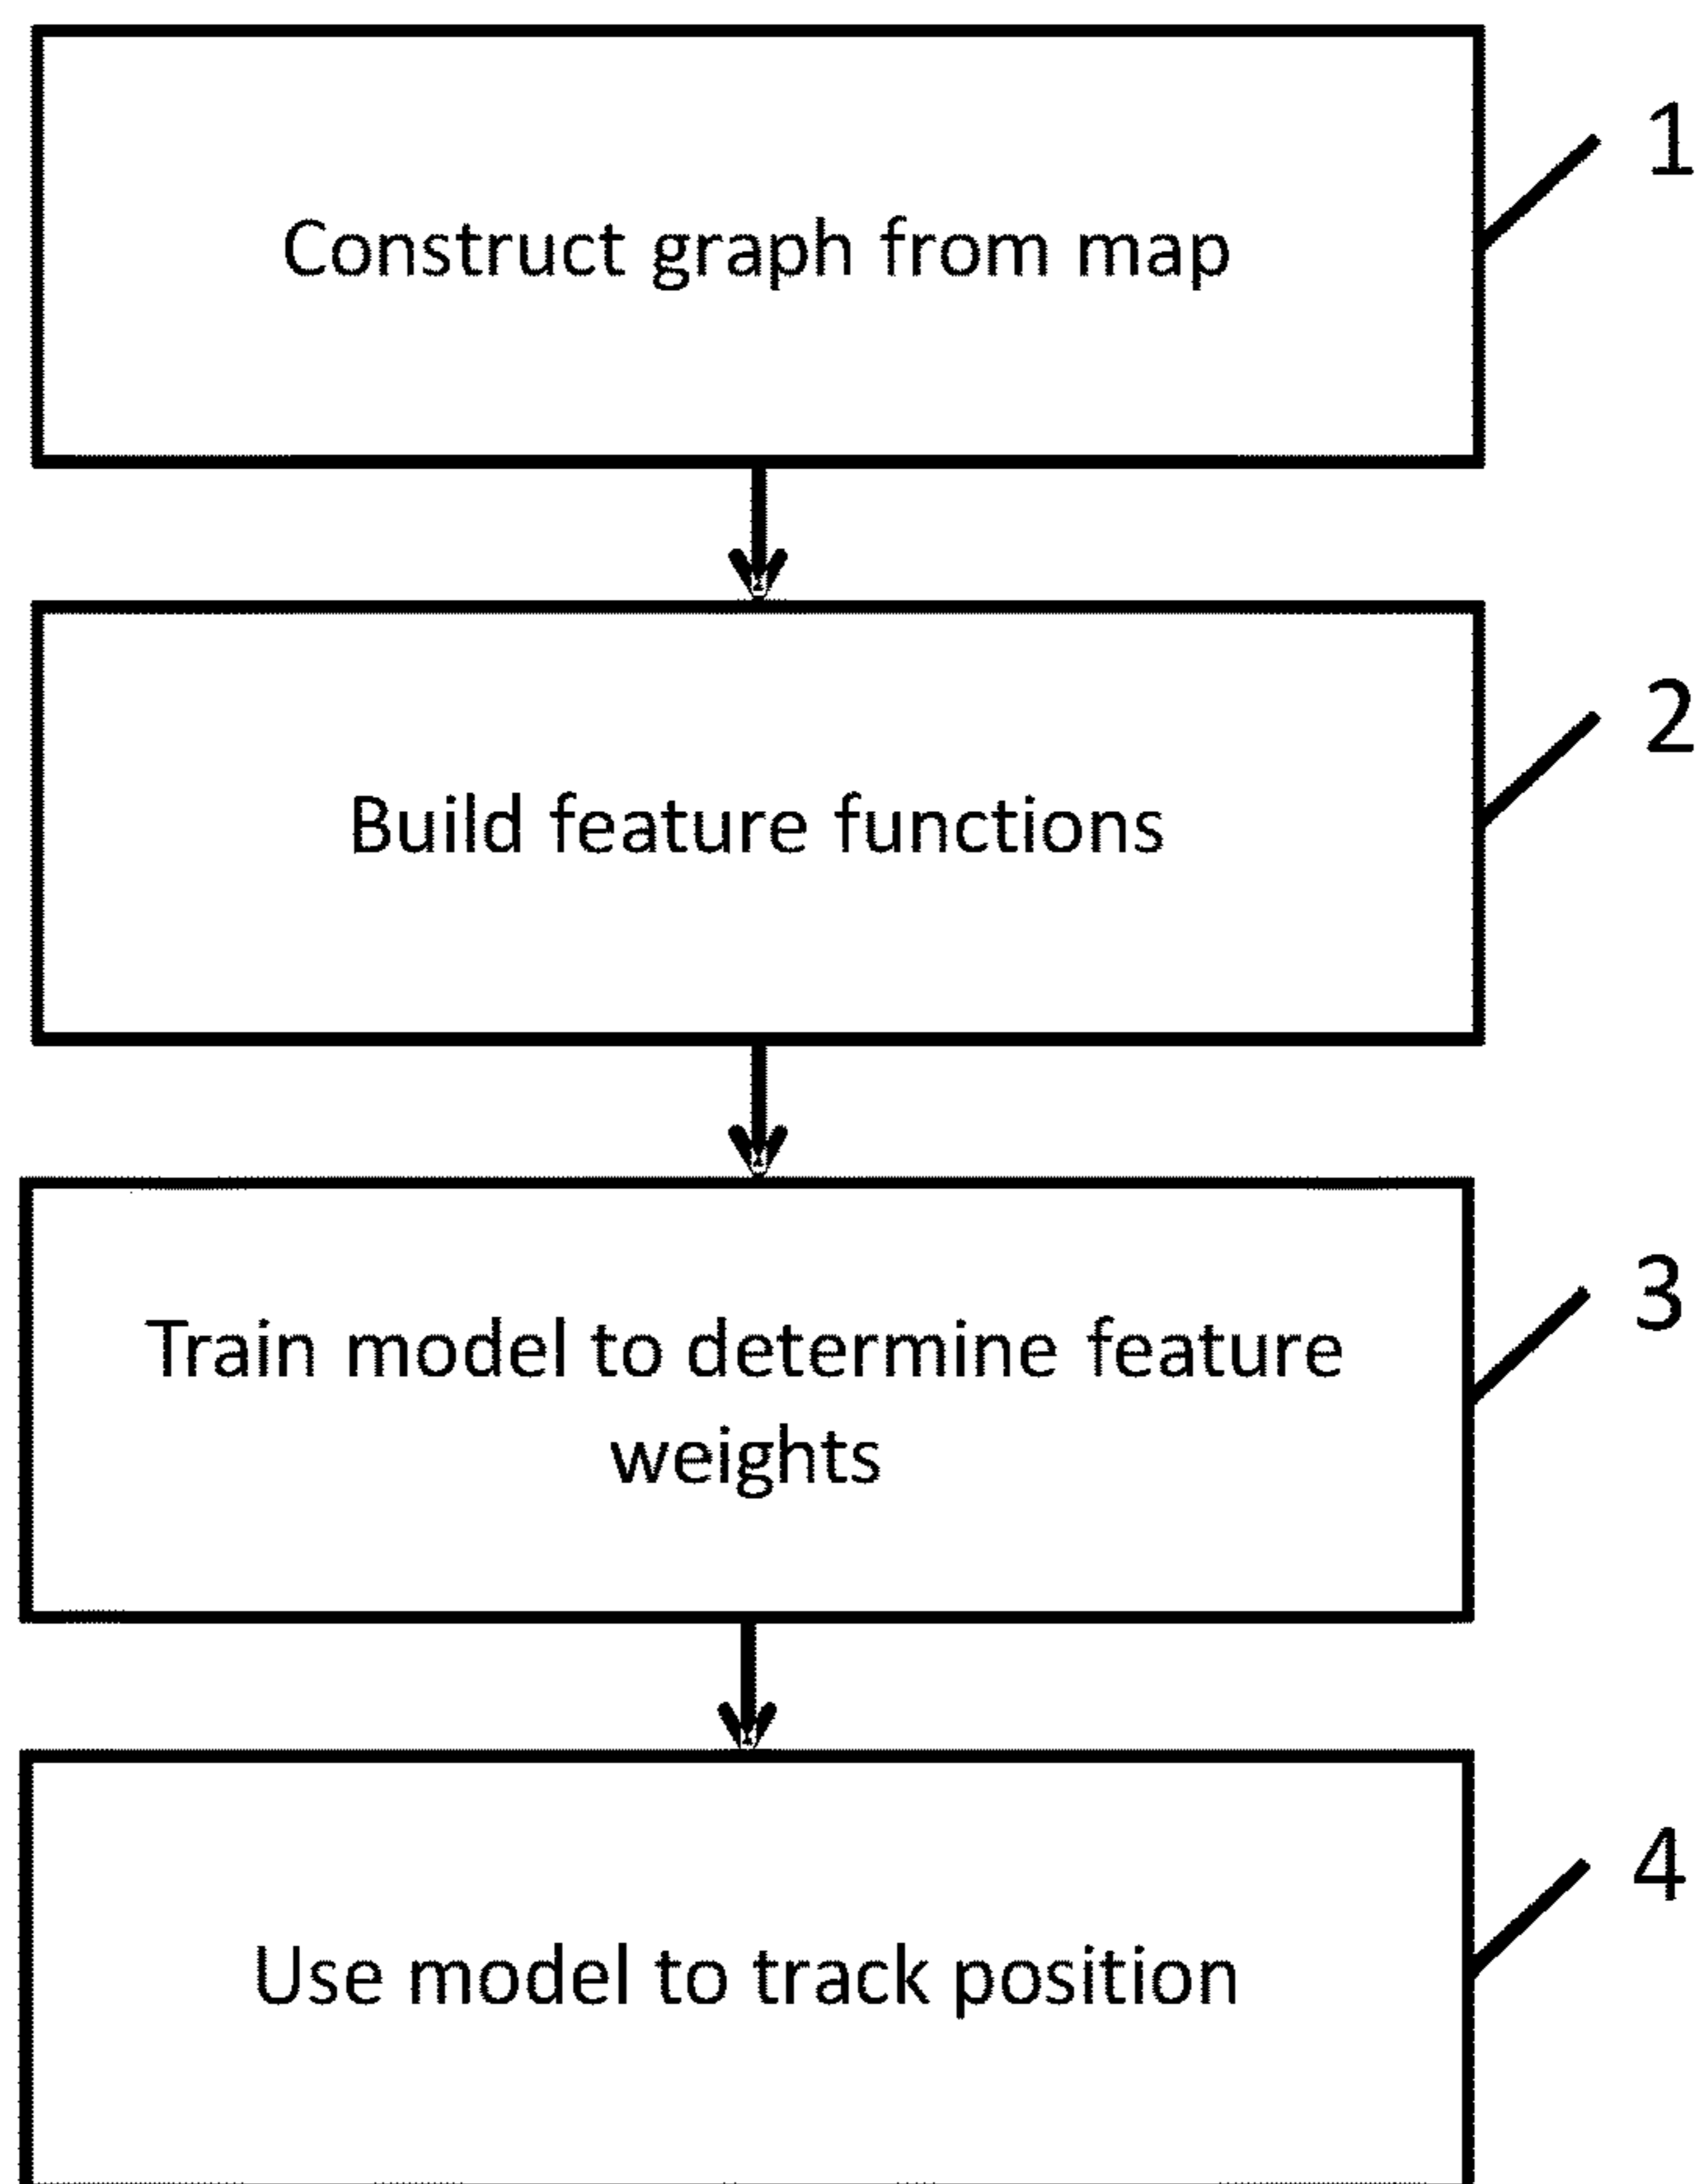 1
Construct graph from map
2
Build feature functions
3
Train model to determine feature
weights
4
Use model to track position